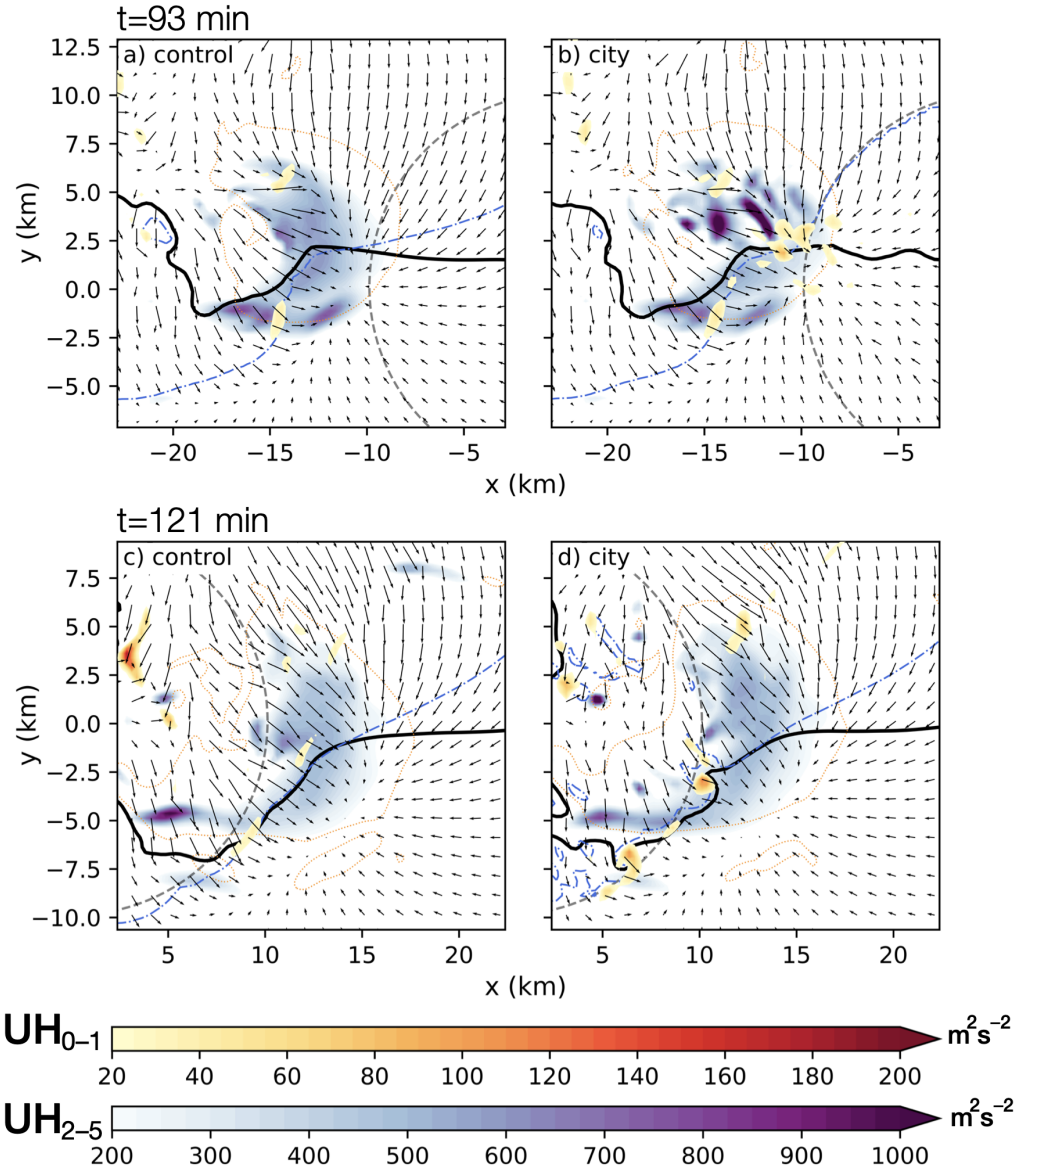 t=93 min
a) control
b) city
12.5
10.0
7.5
5.0
2.5
0.0
−2.5
−5.0
y (km)
−20 −15 −10 −5
−20 −15 −10 −5
x (km)
t=121 min
c) control
d) city
7.5
5.0
2.5
0.0
−2.5
−5.0
−7.5
−10.0
y (km)
5 10 15 20
5 10 15 20
x (km)
UH0–1
m²s⁻²
20 40 60 80 100 120 140 160 180 200
UH2–5
m²s⁻²
200 300 400 500 600 700 800 900 1000